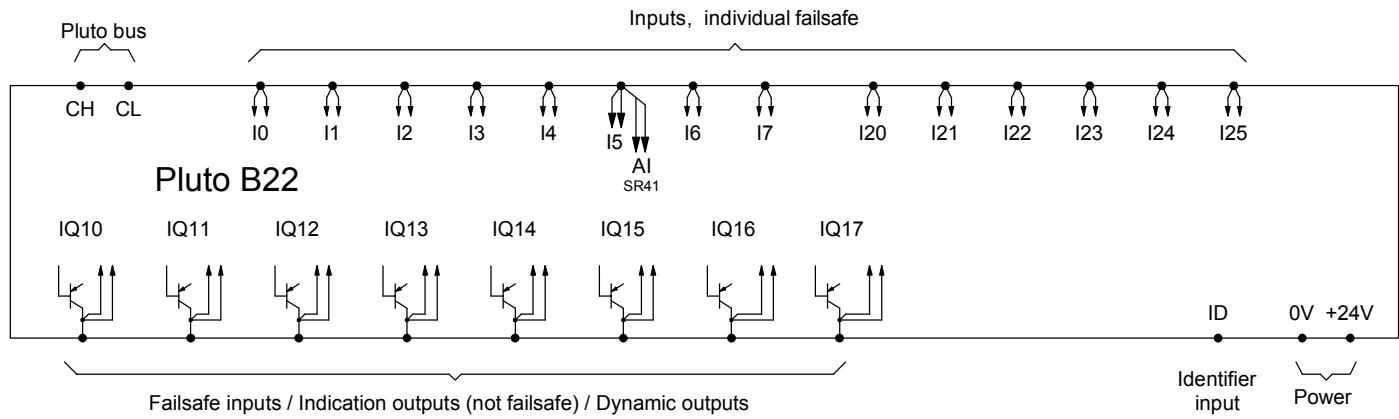 Inputs, individual failsafe
Pluto bus
CH CL I0 I1 I2 I3 I4 I5 I6 I7 I20 I21 I22 I23 I24 I25
AI
SR41
Pluto B22
IQ10 IQ11 IQ12 IQ13 IQ14 IQ15 IQ16 IQ17
ID 0V +24V
Identifier
input
Power
Failsafe inputs / Indication outputs (not failsafe) / Dynamic outputs